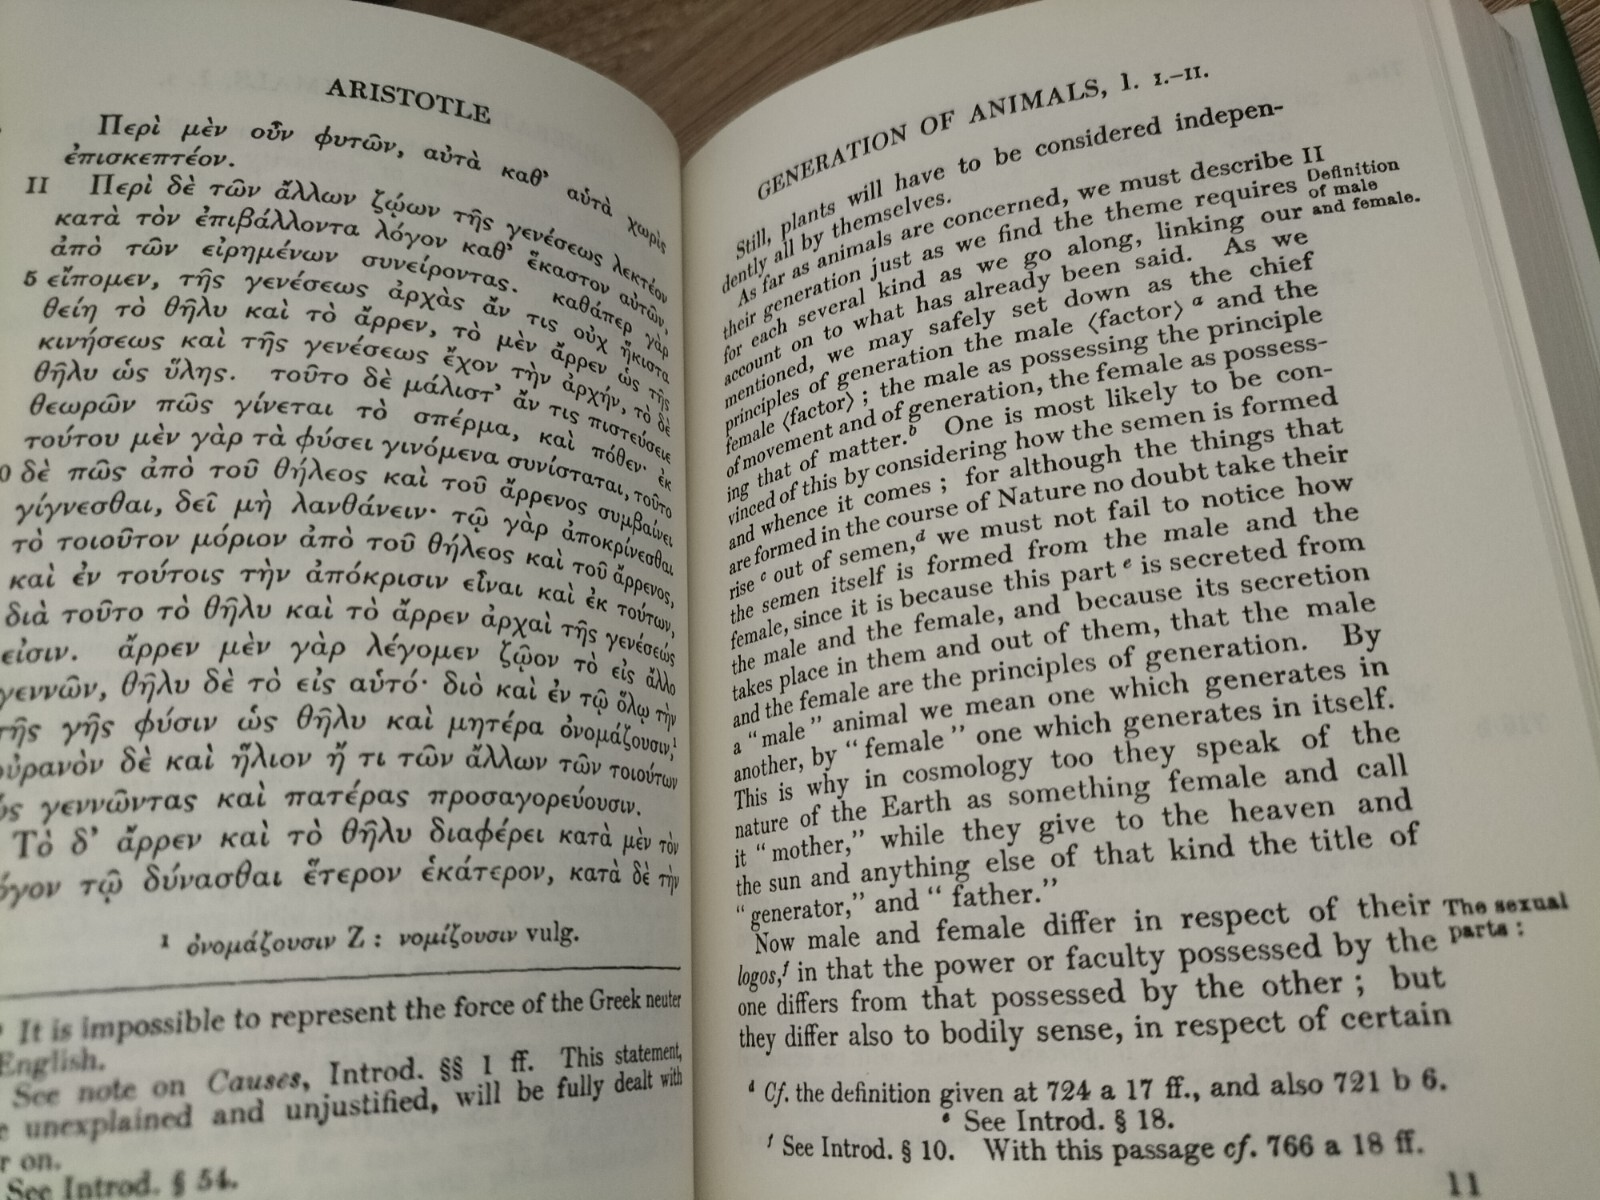 ARISTOTLE
Περὶ μὲν οὖν φυτῶν, αὐτὰ καθ' αὑτὰ χωρὶς
ἐπισκεπτέον.
II Περὶ δὲ τῶν ἄλλων ζῴων τῆς γενέσεως λεκτέον
κατὰ τὸν ἐπιβάλλοντα λόγον καθ' ἕκαστον αὐτῶν,
ἀπὸ τῶν εἰρημένων συνείροντας. καθάπερ γὰρ
5 εἴπομεν, τῆς γενέσεως ἀρχὰς ἄν τις οὐχ ἥκιστα
θείη τὸ θῆλυ καὶ τὸ ἄρρεν, τὸ μὲν ἄρρεν ὡς τῆς
κινήσεως καὶ τῆς γενέσεως ἔχον τὴν ἀρχήν, τὸ δὲ
θῆλυ ὡς ὕλης. τοῦτο δὲ μάλιστ' ἄν τις πιστεύσειε
θεωρῶν πῶς γίνεται τὸ σπέρμα, καὶ πόθεν· ἐκ
τούτου μὲν γὰρ τὰ φύσει γινόμενα συνίσταται, τοῦτο
0 δὲ πῶς ἀπὸ τοῦ θήλεος καὶ τοῦ ἄρρενος συμβαίνει
γίγνεσθαι, δεῖ μὴ λανθάνειν· τῷ γὰρ ἀποκρίνεσθαι
τὸ τοιοῦτον μόριον ἀπὸ τοῦ θήλεος καὶ τοῦ ἄρρενος,
καὶ ἐν τούτοις τὴν ἀπόκρισιν εἶναι καὶ ἐκ τούτων,
διὰ τοῦτο τὸ θῆλυ καὶ τὸ ἄρρεν ἀρχαὶ τῆς γενέσεώς
εἰσιν. ἄρρεν μὲν γὰρ λέγομεν ζῷον τὸ εἰς ἄλλο
γεννῶν, θῆλυ δὲ τὸ εἰς αὑτό· διὸ καὶ ἐν τῷ ὅλῳ τὴν
τῆς γῆς φύσιν ὡς θῆλυ καὶ μητέρα ὀνομάζουσιν,¹
οὐρανὸν δὲ καὶ ἥλιον ἤ τι τῶν ἄλλων τῶν τοιούτων
ὡς γεννῶντας καὶ πατέρας προσαγορεύουσιν.
Τὸ δ' ἄρρεν καὶ τὸ θῆλυ διαφέρει κατὰ μὲν τὸν
λόγον τῷ δύνασθαι ἕτερον ἑκάτερον, κατὰ δὲ τὴν
¹ ὀνομάζουσιν Z : νομίζουσιν vulg.
It is impossible to represent the force of the Greek neuter
English.
See note on Causes, Introd. §§ 1 ff. This statement,
unexplained and unjustified, will be fully dealt with
on.
See Introd. § 54.
GENERATION OF ANIMALS, I. I.–II.
Still, plants will have to be considered indepen-
dently all by themselves.
As far as animals are concerned, we must describe II
their generation just as we find the theme requires Definition
for each several kind as we go along, linking our of male
account on to what has already been said. As we and female.
mentioned, we may safely set down as the chief
principles of generation the male ⟨factor⟩ ᵃ and the
female ⟨factor⟩ ; the male as possessing the principle
of movement and of generation, the female as possess-
ing that of matter.ᵇ One is most likely to be con-
vinced of this by considering how the semen is formed
and whence it comes ; for although the things that
are formed in the course of Nature no doubt take their
rise ᶜ out of semen,ᵈ we must not fail to notice how
the semen itself is formed from the male and the
female, since it is because this part ᵉ is secreted from
the male and the female, and because its secretion
takes place in them and out of them, that the male
and the female are the principles of generation. By
a “ male ” animal we mean one which generates in
another, by “ female ” one which generates in itself.
This is why in cosmology too they speak of the
nature of the Earth as something female and call
it “ mother,” while they give to the heaven and
the sun and anything else of that kind the title of
“ generator,” and “ father.”
Now male and female differ in respect of their The sexual
logos,ᶠ in that the power or faculty possessed by the parts :
one differs from that possessed by the other ; but
they differ also to bodily sense, in respect of certain
ᵈ Cf. the definition given at 724 a 17 ff., and also 721 b 6.
ᵉ See Introd. § 18.
ᶠ See Introd. § 10. With this passage cf. 766 a 18 ff.
11